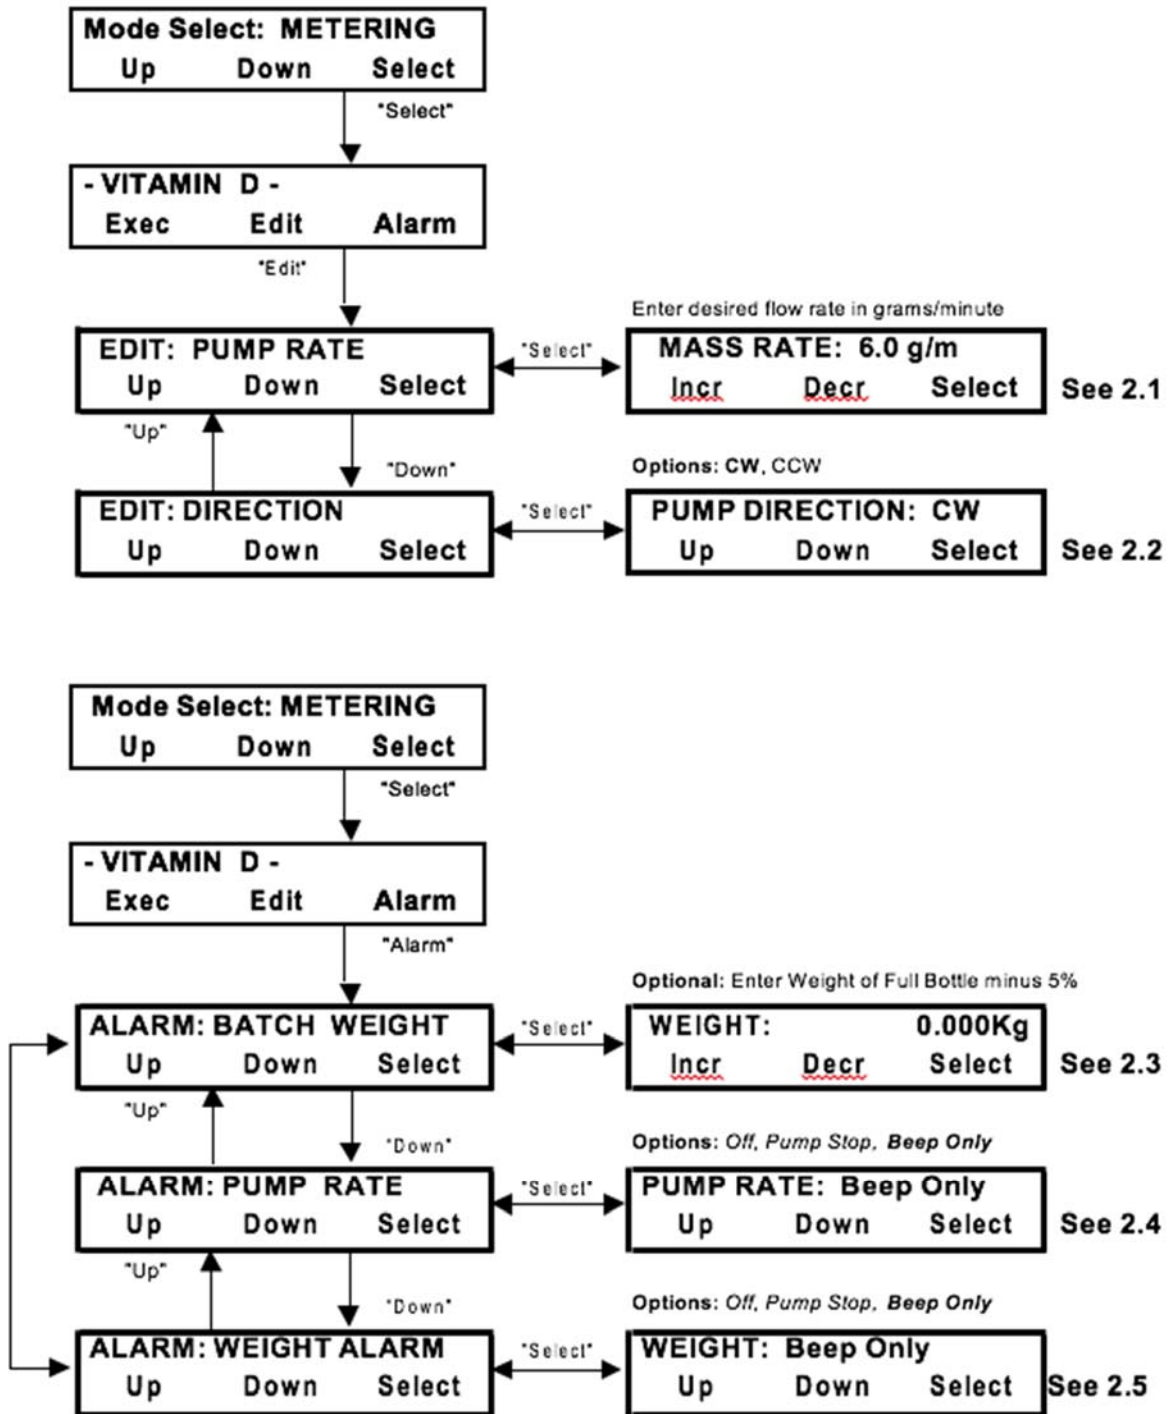 Mode Select: METERING
Up Down Select
"Select"
- VITAMIN D -
Exec Edit Alarm
"Edit"
Enter desired flow rate in grams/minute
EDIT: PUMP RATE
Up Down Select
"Select"
MASS RATE: 6.0 g/m
Incr Decr Select
See 2.1
"Up"
"Down"
Options: CW, CCW
EDIT: DIRECTION
Up Down Select
"Select"
PUMP DIRECTION: CW
Up Down Select
See 2.2
Mode Select: METERING
Up Down Select
"Select"
- VITAMIN D -
Exec Edit Alarm
"Alarm"
Optional: Enter Weight of Full Bottle minus 5%
ALARM: BATCH WEIGHT
Up Down Select
"Select"
WEIGHT: 0.000Kg
Incr Decr Select
See 2.3
"Up"
"Down"
Options: Off, Pump Stop, Beep Only
ALARM: PUMP RATE
Up Down Select
"Select"
PUMP RATE: Beep Only
Up Down Select
See 2.4
"Up"
"Down"
Options: Off, Pump Stop, Beep Only
ALARM: WEIGHT ALARM
Up Down Select
"Select"
WEIGHT: Beep Only
Up Down Select
See 2.5